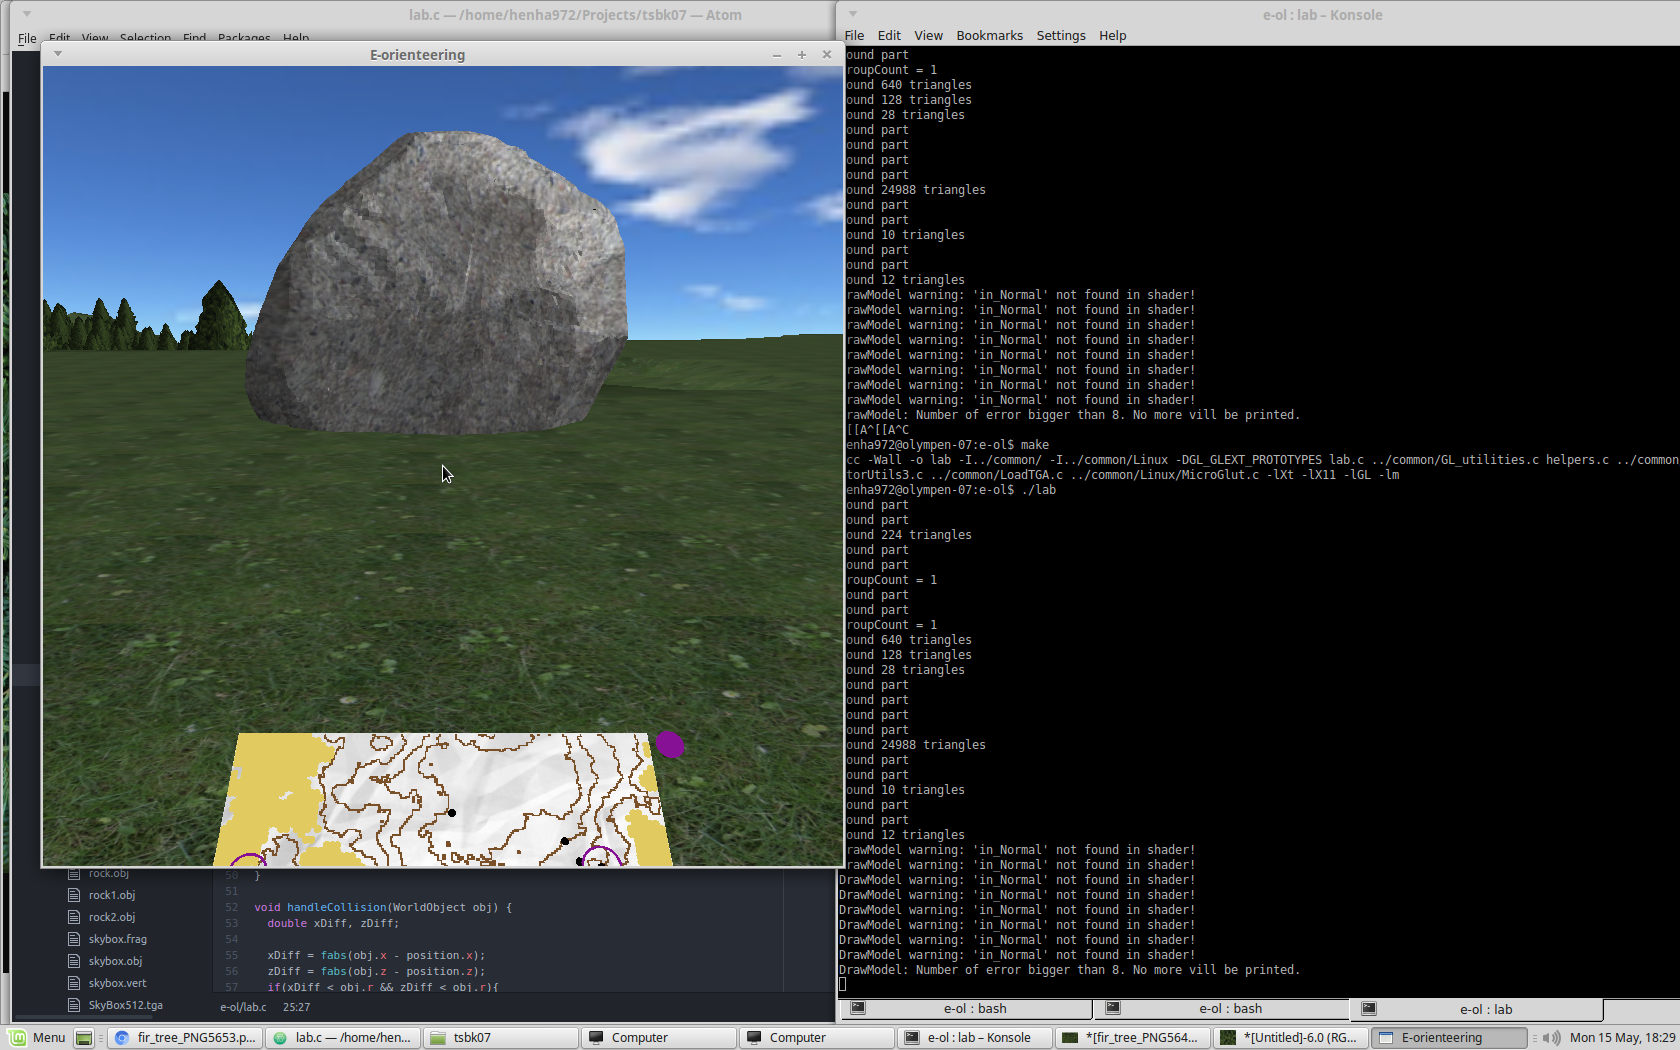 lab.c — /home/henha972/Projects/tsbk07 — Atom
File Edit View Selection Find Packages Help
E-orienteering
e-ol : lab – Konsole
File Edit View Bookmarks Settings Help
ound part
roupCount = 1
ound 640 triangles
ound 128 triangles
ound 28 triangles
ound part
ound part
ound part
ound part
ound 24988 triangles
ound part
ound part
ound 10 triangles
ound part
ound part
ound 12 triangles
rawModel warning: 'in_Normal' not found in shader!
rawModel warning: 'in_Normal' not found in shader!
rawModel warning: 'in_Normal' not found in shader!
rawModel warning: 'in_Normal' not found in shader!
rawModel warning: 'in_Normal' not found in shader!
rawModel warning: 'in_Normal' not found in shader!
rawModel warning: 'in_Normal' not found in shader!
rawModel warning: 'in_Normal' not found in shader!
rawModel: Number of error bigger than 8. No more vill be printed.
[[A^[[A^C
enha972@olympen-07:e-ol$ make
cc -Wall -o lab -I../common/ -I../common/Linux -DGL_GLEXT_PROTOTYPES lab.c ../common/GL_utilities.c helpers.c ../common
torUtils3.c ../common/LoadTGA.c ../common/Linux/MicroGlut.c -lXt -lX11 -lGL -lm
enha972@olympen-07:e-ol$ ./lab
ound part
ound part
ound 224 triangles
ound part
ound part
roupCount = 1
ound part
ound part
roupCount = 1
ound 640 triangles
ound 128 triangles
ound 28 triangles
ound part
ound part
ound part
ound part
ound 24988 triangles
ound part
ound part
ound 10 triangles
ound part
ound part
ound 12 triangles
rawModel warning: 'in_Normal' not found in shader!
rawModel warning: 'in_Normal' not found in shader!
DrawModel warning: 'in_Normal' not found in shader!
DrawModel warning: 'in_Normal' not found in shader!
DrawModel warning: 'in_Normal' not found in shader!
DrawModel warning: 'in_Normal' not found in shader!
DrawModel warning: 'in_Normal' not found in shader!
DrawModel warning: 'in_Normal' not found in shader!
DrawModel: Number of error bigger than 8. No more vill be printed.
e-ol : bash
e-ol : bash
e-ol : lab
rock.obj
rock1.obj
rock2.obj
skybox.frag
skybox.obj
skybox.vert
SkyBox512.tga
50 }
51
52 void handleCollision(WorldObject obj) {
53 double xDiff, zDiff;
54
55 xDiff = fabs(obj.x - position.x);
56 zDiff = fabs(obj.z - position.z);
57 if(xDiff < obj.r && zDiff < obj.r){
e-ol/lab.c 25:27
Menu
fir_tree_PNG5653.p...
lab.c — /home/hen...
tsbk07
Computer
Computer
e-ol : lab – Konsole
*[fir_tree_PNG564...
*[Untitled]-6.0 (RG...
E-orienteering
Mon 15 May, 18:29